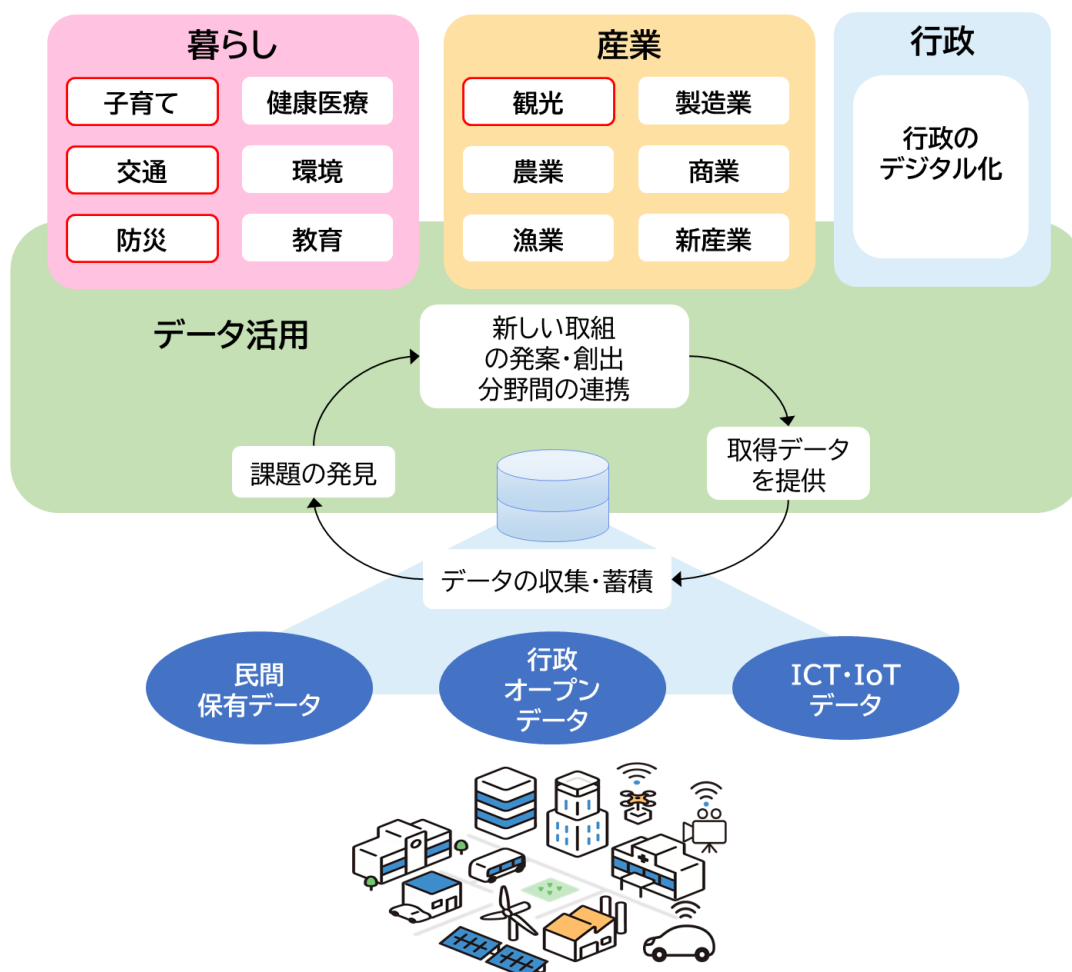 暮らし
子育て
健康医療
交通
環境
防災
教育
産業
観光
製造業
農業
商業
漁業
新産業
行政
行政の
デジタル化
データ活用
新しい取組
の発案・創出
分野間の連携
課題の発見
取得データ
を提供
データの収集・蓄積
民間
保有データ
行政
オープン
データ
ICT・IoT
データ